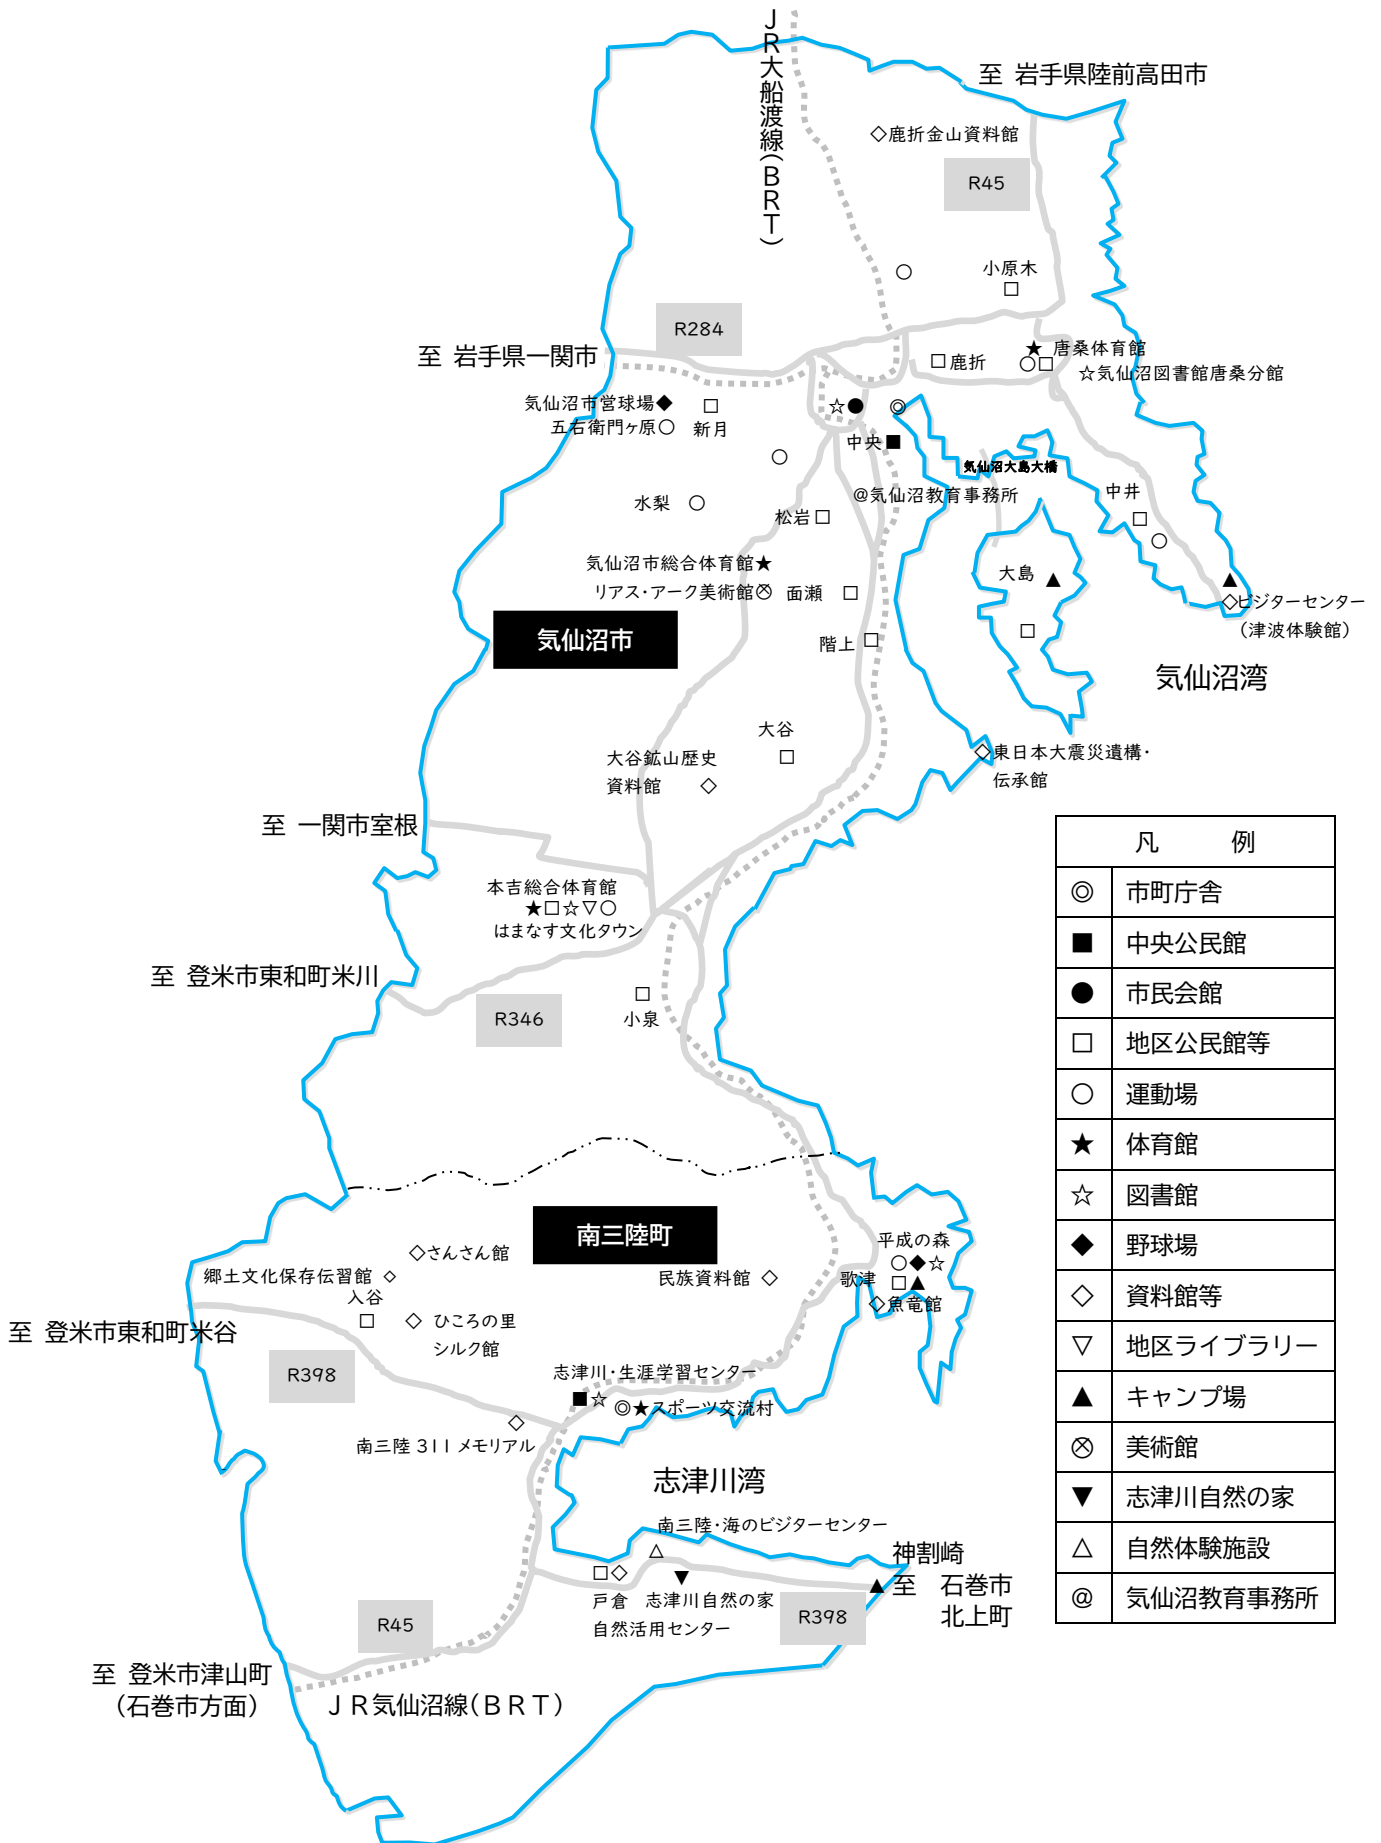 JR大船渡線(BRT)
至 岩手県陸前高田市
◇鹿折金山資料館
R45
○
小原木
□
R284
至 岩手県一関市
□鹿折
★ 唐桑体育館
○□
☆気仙沼図書館唐桑分館
気仙沼市営球場◆
五右衛門ヶ原○
□
新月
☆●
◎
中央■
○
気仙沼大島大橋
@気仙沼教育事務所
中井
□
○
水梨 ○
松岩□
気仙沼市総合体育館★
リアス・アーク美術館⊗
面瀬 □
大島 ▲
□
▲
◇ビジターセンター
(津波体験館)
気仙沼市
階上 □
気仙沼湾
大谷
□
大谷鉱山歴史
資料館 ◇
◇東日本大震災遺構・
伝承館
至 一関市室根
本吉総合体育館
★□☆▽○
はまなす文化タウン
至 登米市東和町米川
R346
□
小泉
南三陸町
◇さんさん館
郷土文化保存伝習館 ◇
入谷
□
◇ ひころの里
シルク館
民族資料館 ◇
平成の森
○◆☆
歌津 □▲
◇魚竜館
至 登米市東和町米谷
R398
志津川・生涯学習センター
■☆
◎★スポーツ交流村
◇
南三陸311メモリアル
志津川湾
南三陸・海のビジターセンター
△
□◇
▼
戸倉 志津川自然の家
自然活用センター
神割崎
▲至 石巻市
北上町
R398
R45
至 登米市津山町
(石巻市方面)
JR気仙沼線(BRT)
凡 例
◎ 市町庁舎
■ 中央公民館
● 市民会館
□ 地区公民館等
○ 運動場
★ 体育館
☆ 図書館
◆ 野球場
◇ 資料館等
▽ 地区ライブラリー
▲ キャンプ場
⊗ 美術館
▼ 志津川自然の家
△ 自然体験施設
@ 気仙沼教育事務所